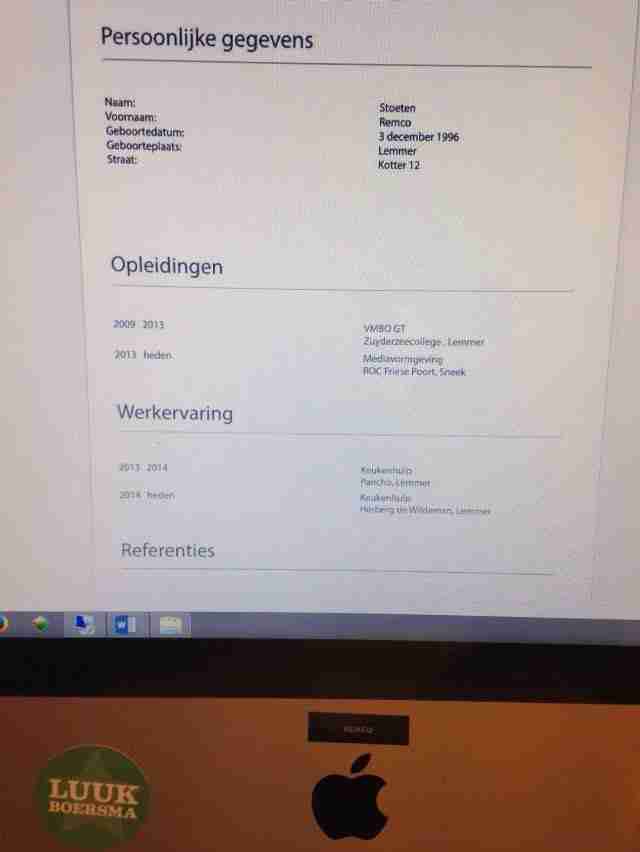 Persoonlijke gegevens
Naam: Stoeten
Voornaam: Remco
Geboortedatum: 3 december 1996
Geboorteplaats: Lemmer
Straat: Kotter 12
Opleidingen
2009 2013 VMBO GT
Zuyderzeecollege , Lemmer
2013 heden Mediavormgeving
ROC Friese Poort, Sneek
Werkervaring
2013 2014 Keukenhulp
Pancho, Lemmer
2014 heden Keukenhulp
Herberg de Wildeman, Lemmer
Referenties
W
LUUK
BOERSMA